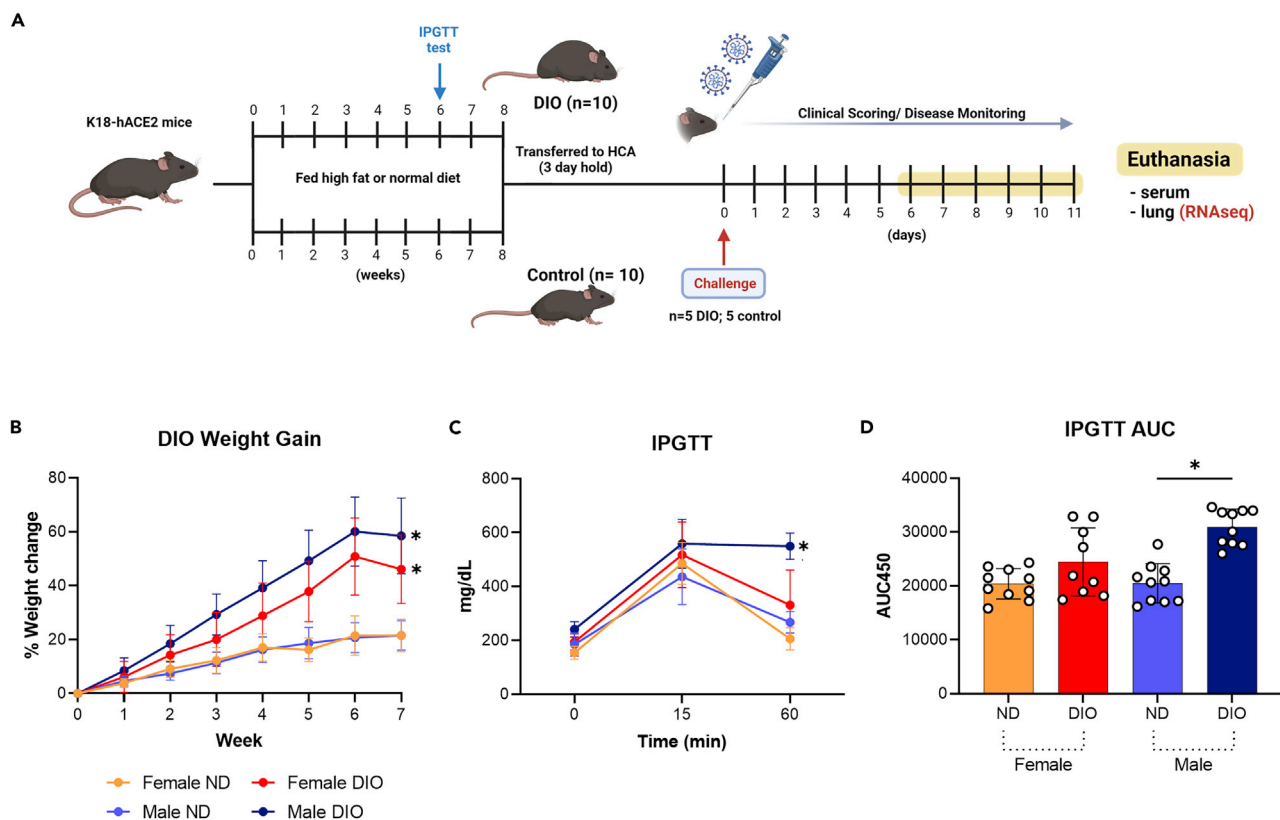 A
IPGTT
test
K18-hACE2 mice
0 1 2 3 4 5 6 7 8
DIO (n=10)
Fed high fat or normal diet
0 1 2 3 4 5 6 7 8
(weeks)
Transferred to HCA
(3 day hold)
Control (n= 10)
Clinical Scoring/ Disease Monitoring
0 1 2 3 4 5 6 7 8 9 10 11
(days)
Challenge
n=5 DIO; 5 control
Euthanasia
- serum
- lung (RNAseq)
B
DIO Weight Gain
% Weight change
80
60
40
20
0
*
*
0 1 2 3 4 5 6 7
Week
Female ND
Female DIO
Male ND
Male DIO
C
IPGTT
mg/dL
800
600
400
200
0
*
0 15 60
Time (min)
D
IPGTT AUC
AUC450
40000
30000
20000
10000
0
*
ND DIO ND DIO
Female Male